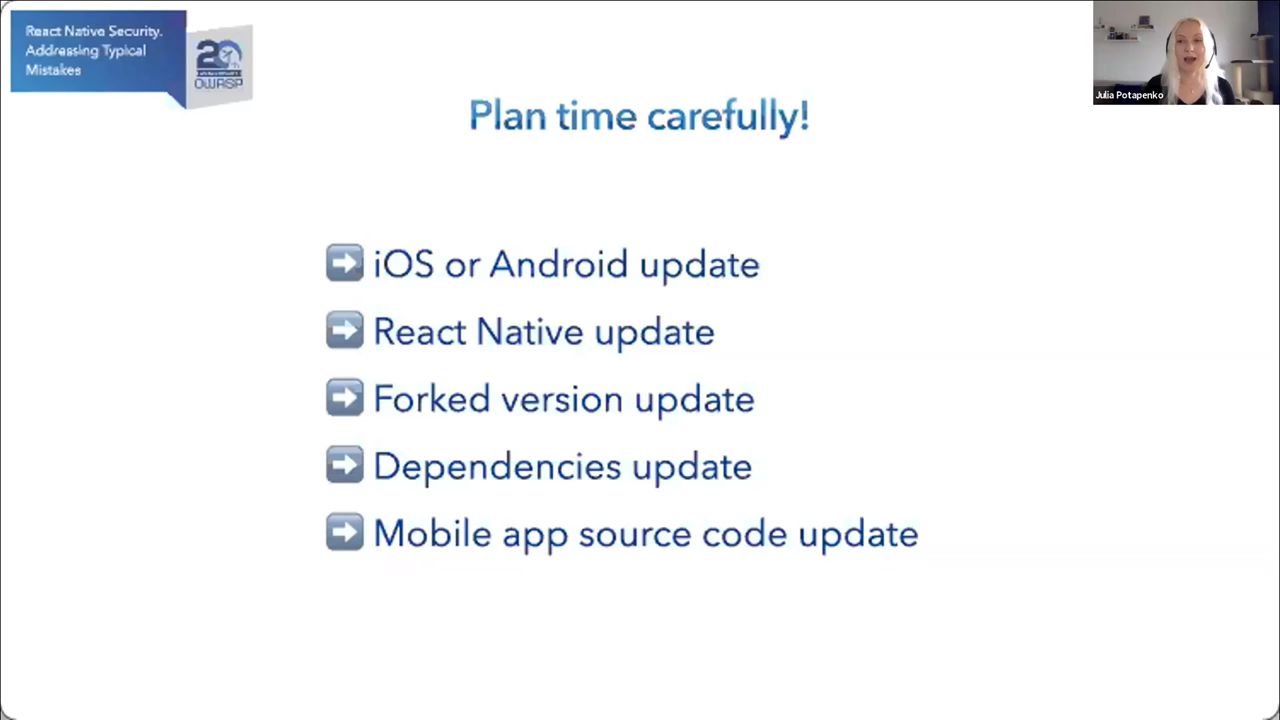 React Native Security.
Addressing Typical
Mistakes
20th
OWASP
Julia Potapenko
Plan time carefully!
iOS or Android update
React Native update
Forked version update
Dependencies update
Mobile app source code update